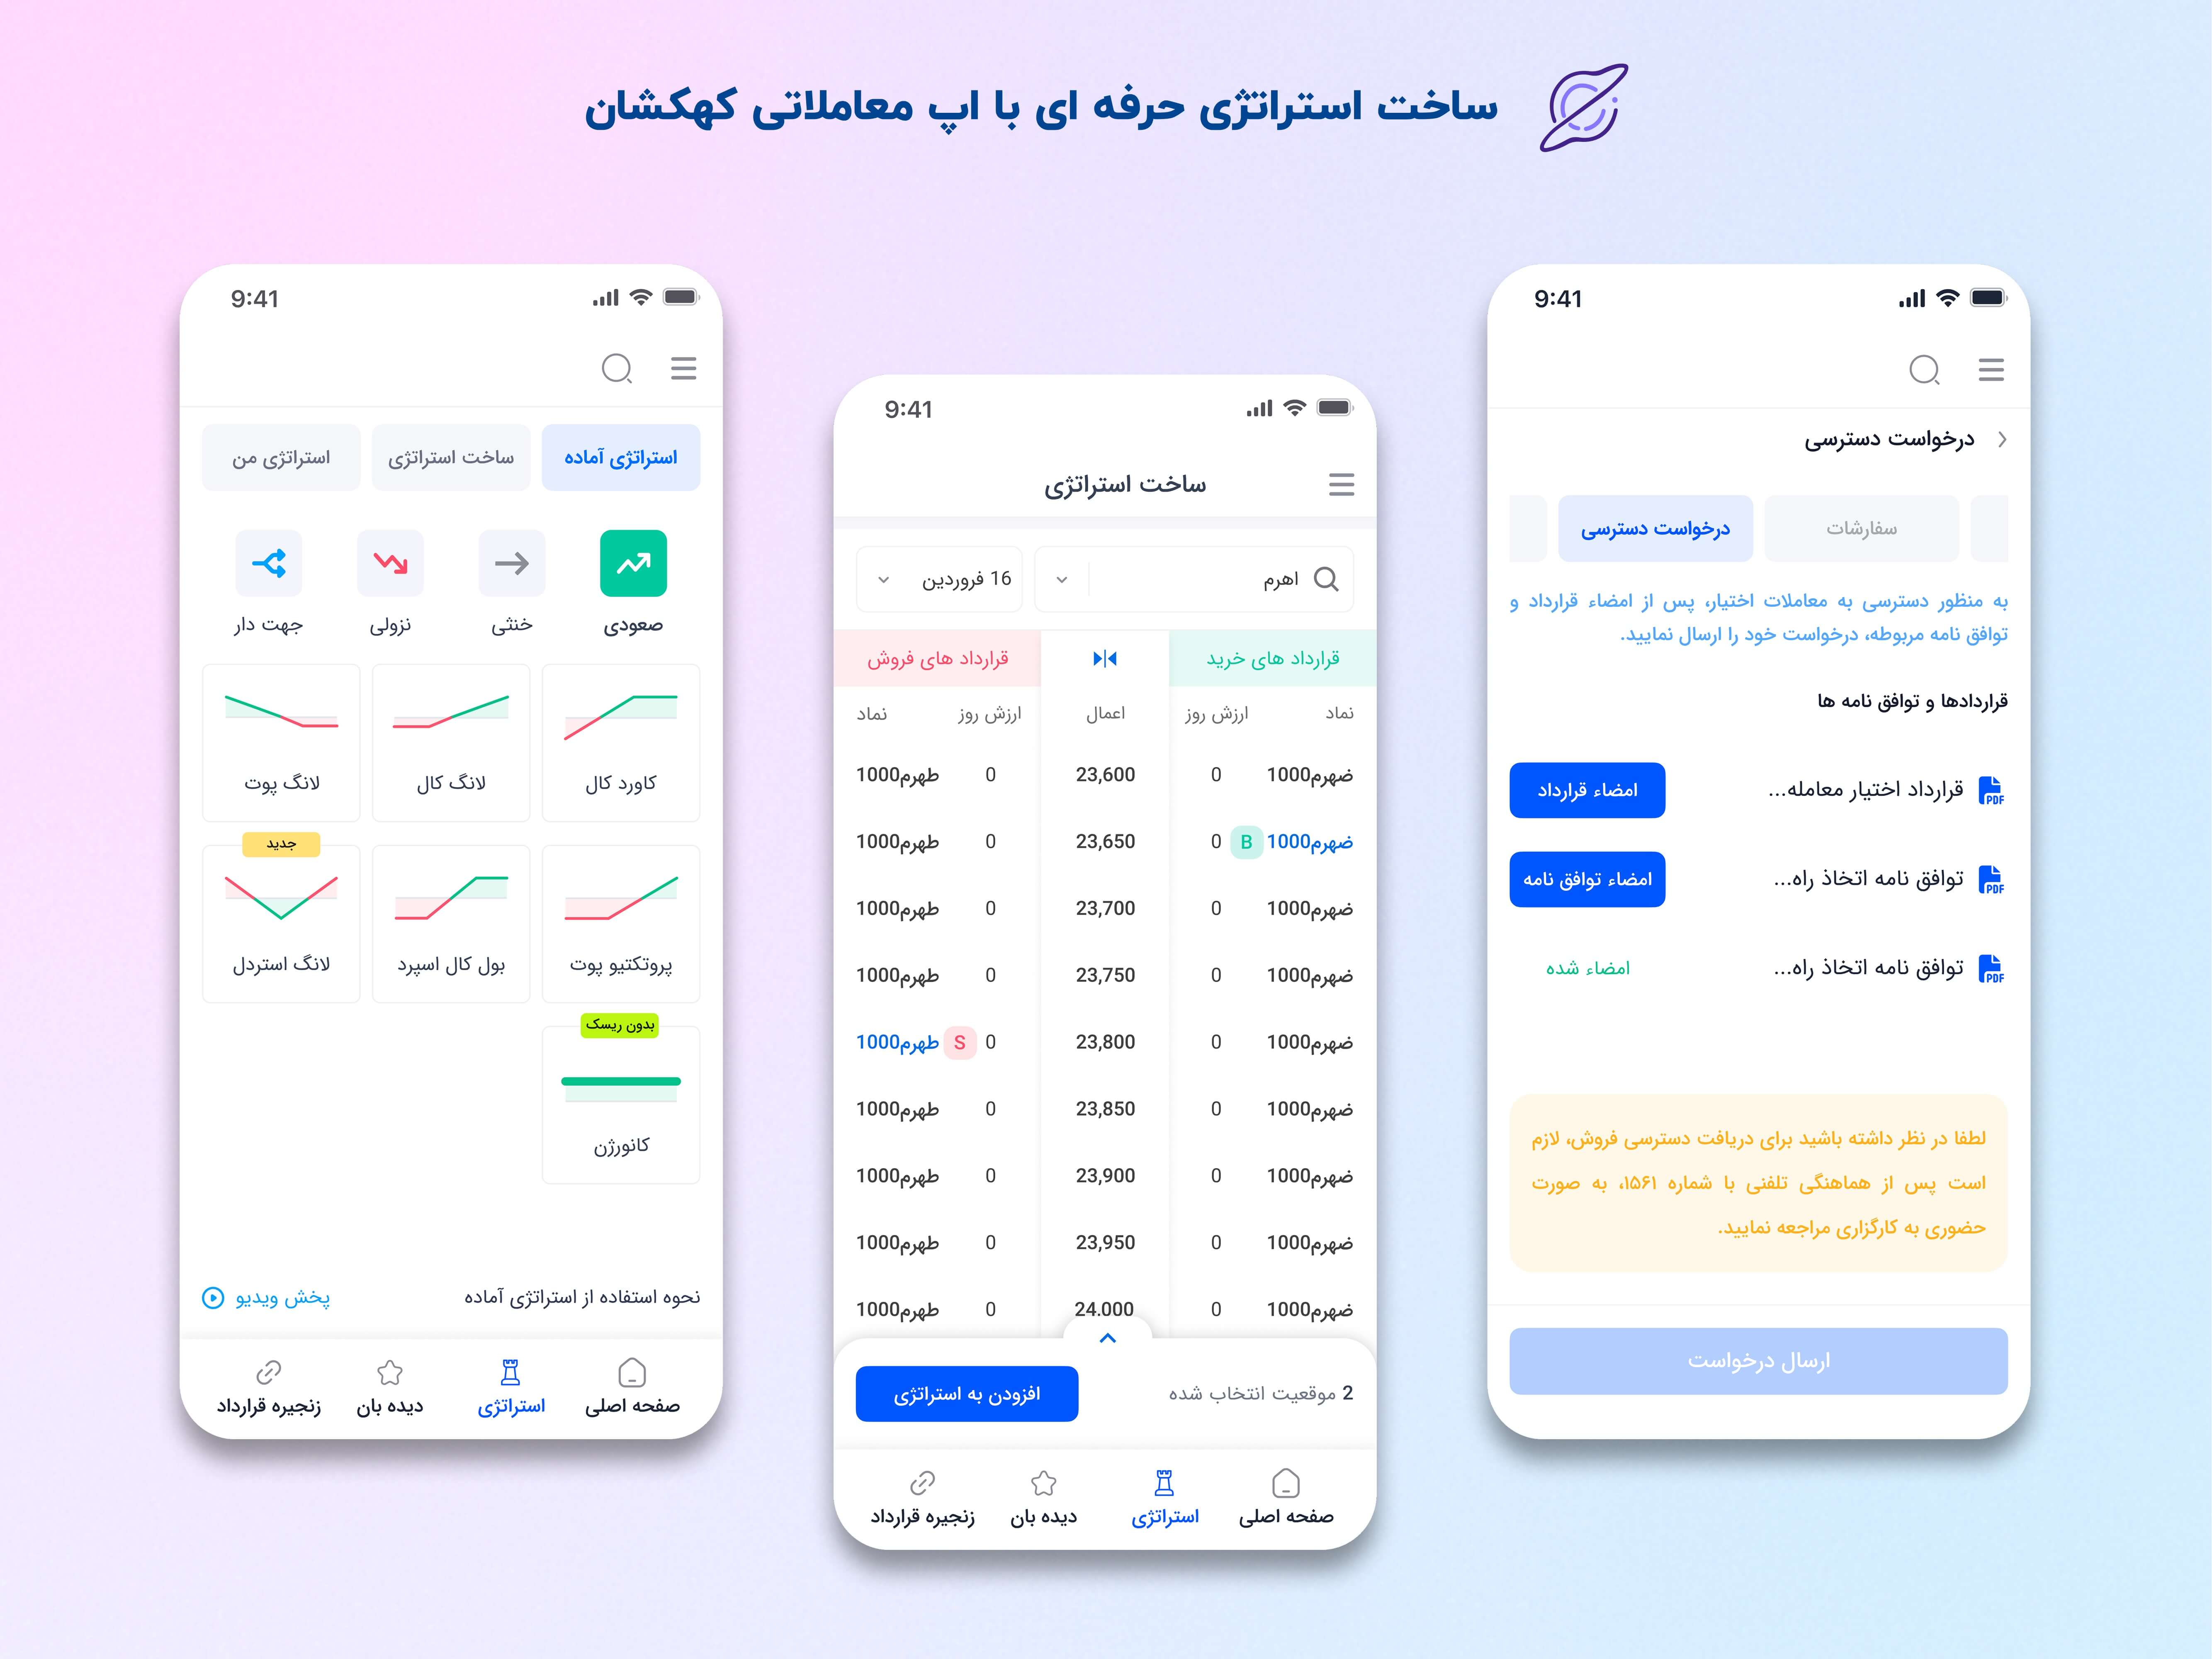 ساخت استراتژی حرفه ای با اپ معاملاتی کهکشان
9:41
درخواست دسترسی
سفارشات
درخواست دسترسی
به منظور دسترسی به معاملات اختیار، پس از امضاء قرارداد و
توافق نامه مربوطه، درخواست خود را ارسال نمایید.
قراردادها و توافق نامه ها
PDF قرارداد اختیار معامله... امضاء قرارداد
PDF توافق نامه اتخاذ راه... امضاء توافق نامه
PDF توافق نامه اتخاذ راه... امضاء شده
لطفا در نظر داشته باشید برای دریافت دسترسی فروش، لازم
است پس از هماهنگی تلفنی با شماره ۱۵۶۱، به صورت
حضوری به کارگزاری مراجعه نمایید.
ارسال درخواست
9:41
ساخت استراتژی
اهرم 16 فروردین
قرارداد های خرید قرارداد های فروش
نماد ارزش روز اعمال ارزش روز نماد
ضهرم1000 0 23,600 0 طهرم1000
ضهرم1000 B 0 23,650 0 طهرم1000
ضهرم1000 0 23,700 0 طهرم1000
ضهرم1000 0 23,750 0 طهرم1000
ضهرم1000 0 23,800 0 S طهرم1000
ضهرم1000 0 23,850 0 طهرم1000
ضهرم1000 0 23,900 0 طهرم1000
ضهرم1000 0 23,950 0 طهرم1000
ضهرم1000 0 24.000 0 طهرم1000
2 موقعیت انتخاب شده افزودن به استراتژی
صفحه اصلی استراتژی دیده بان زنجیره قرارداد
9:41
استراتژی آماده ساخت استراتژی استراتژی من
صعودی خنثی نزولی جهت دار
کاورد کال لانگ کال لانگ پوت
جدید
پروتکتیو پوت بول کال اسپرد لانگ استردل
بدون ریسک
کانورژن
نحوه استفاده از استراتژی آماده پخش ویدیو
صفحه اصلی استراتژی دیده بان زنجیره قرارداد